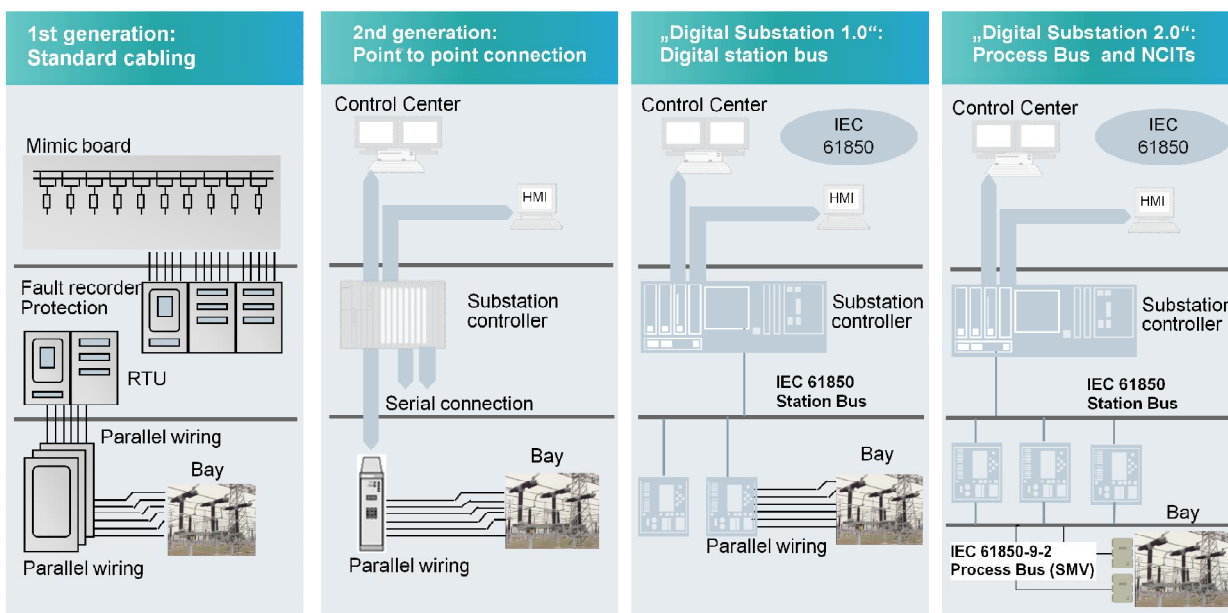 1st generation:
Standard cabling
Mimic board
Fault recorder
Protection
RTU
Parallel wiring
Bay
Parallel wiring
2nd generation:
Point to point connection
Control Center
HMI
Substation
controller
Serial connection
Bay
Parallel wiring
„Digital Substation 1.0“:
Digital station bus
Control Center
IEC
61850
HMI
Substation
controller
IEC 61850
Station Bus
Bay
Parallel wiring
„Digital Substation 2.0“:
Process Bus and NCITs
Control Center
IEC
61850
HMI
Substation
controller
IEC 61850
Station Bus
Bay
IEC 61850-9-2
Process Bus (SMV)